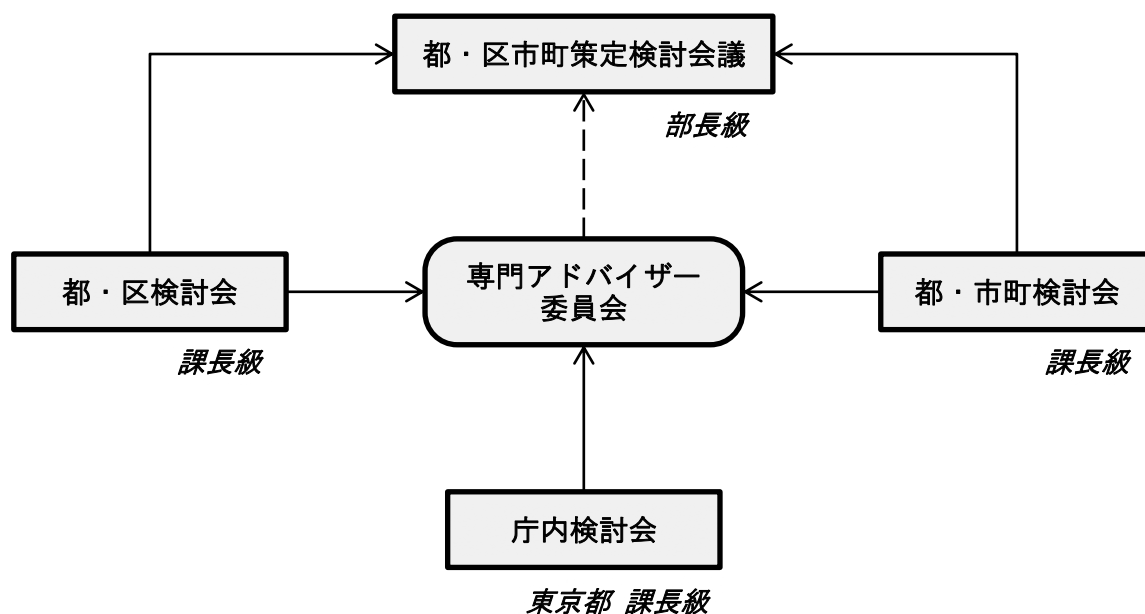 都・区市町策定検討会議
部長級
都・区検討会
課長級
専門アドバイザー
委員会
都・市町検討会
課長級
庁内検討会
東京都 課長級